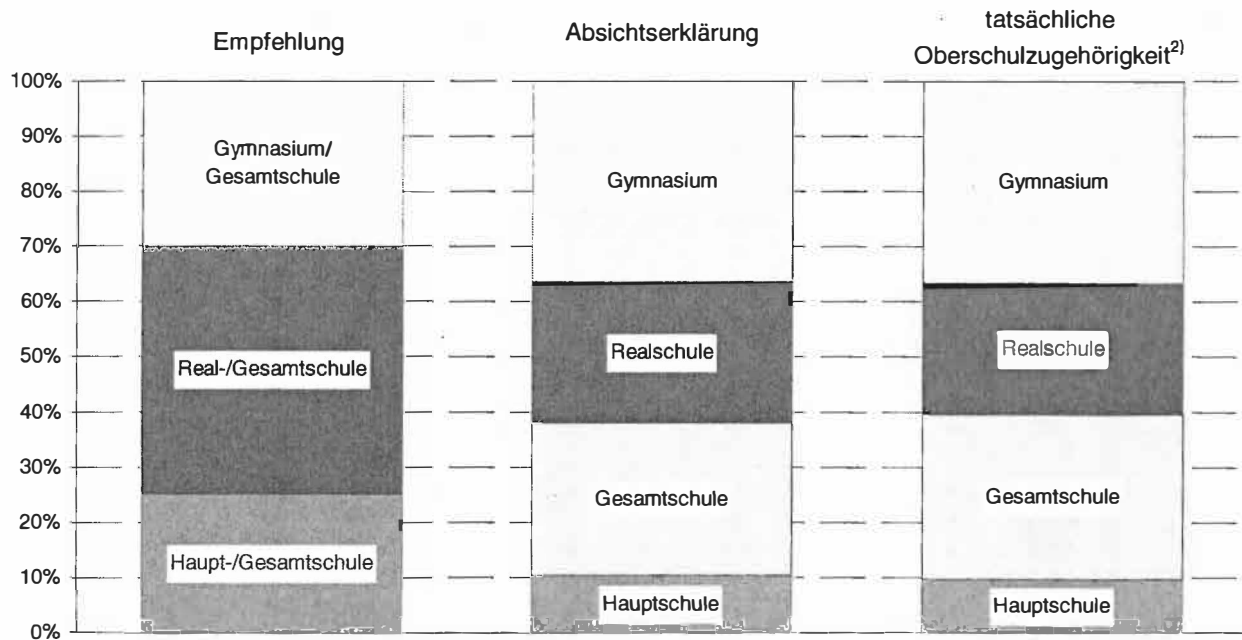 Empfehlung
Absichtserklärung
tatsächliche
Oberschulzugehörigkeit2)
100%
90%
80%
70%
60%
50%
40%
30%
20%
10%
0%
Gymnasium/
Gesamtschule
Real-/Gesamtschule
Haupt-/Gesamtschule
Gymnasium
Realschule
Gesamtschule
Hauptschule
Gymnasium
Realschule
Gesamtschule
Hauptschule